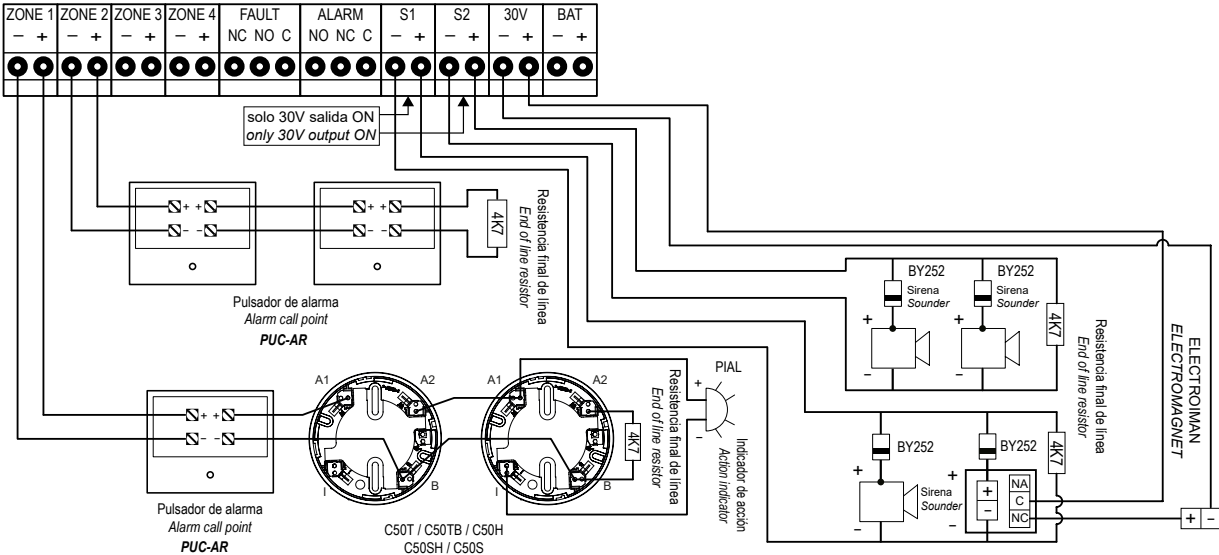 ZONE 1 ZONE 2 ZONE 3 ZONE 4 FAULT ALARM S1 S2 30V BAT
− + − + − + − + NC NO C NO NC C − + − + − + − +
solo 30V salida ON
only 30V output ON
+ + + +
− − − −
4K7
Resistencia final de línea
End of line resistor
Pulsador de alarma
Alarm call point
PUC-AR
BY252 BY252
Sirena Sirena
Sounder Sounder
+ +
− −
4K7
Resistencia final de línea
End of line resistor
ELECTROIMAN
ELECTROMAGNET
+ −
A1 A2 A1 A2
I B I B
+ +
− −
Pulsador de alarma
Alarm call point
PUC-AR
C50T / C50TB / C50H
C50SH / C50S
4K7
Resistencia final de línea
End of line resistor
PIAL
+
−
Indicador de acción
Action indicator
BY252 BY252
4K7
+ +
Sirena
Sounder
− −
+
−
NA
C
NC